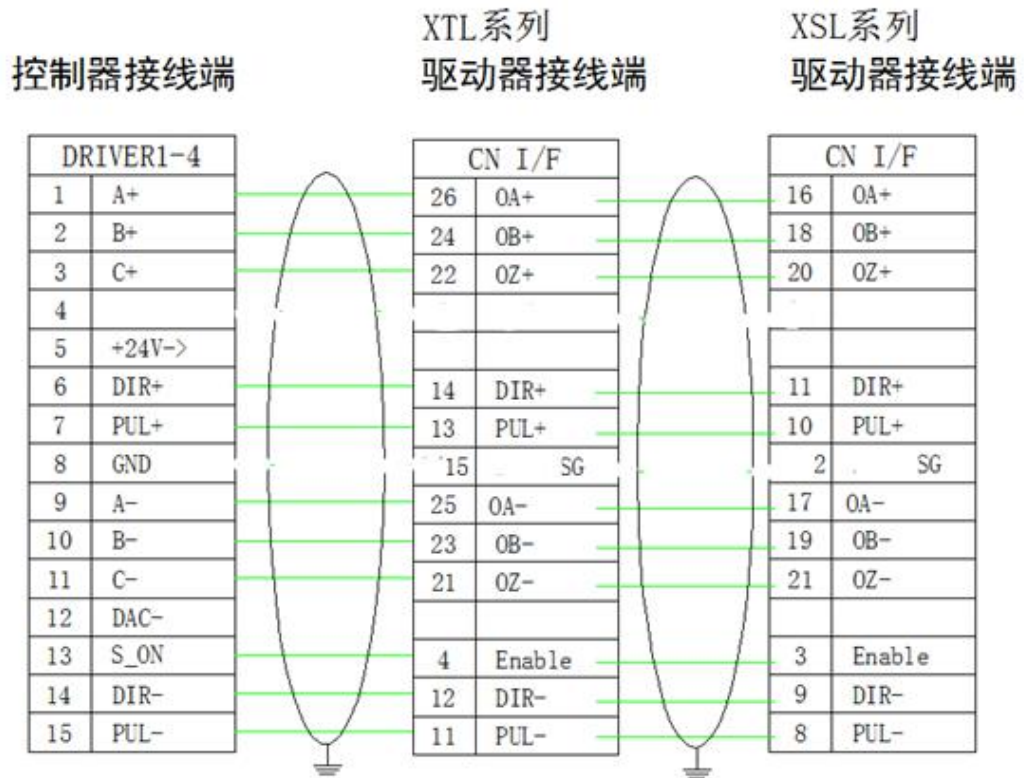 XTL系列 XSL系列
控制器接线端 驱动器接线端 驱动器接线端
DRIVER1-4 CN I/F CN I/F
1 A+ 26 OA+ 16 OA+
2 B+ 24 OB+ 18 OB+
3 C+ 22 OZ+ 20 OZ+
4
5 +24V->
6 DIR+ 14 DIR+ 11 DIR+
7 PUL+ 13 PUL+ 10 PUL+
8 GND 15 SG 2 SG
9 A- 25 OA- 17 OA-
10 B- 23 OB- 19 OB-
11 C- 21 OZ- 21 OZ-
12 DAC-
13 S_ON 4 Enable 3 Enable
14 DIR- 12 DIR- 9 DIR-
15 PUL- 11 PUL- 8 PUL-